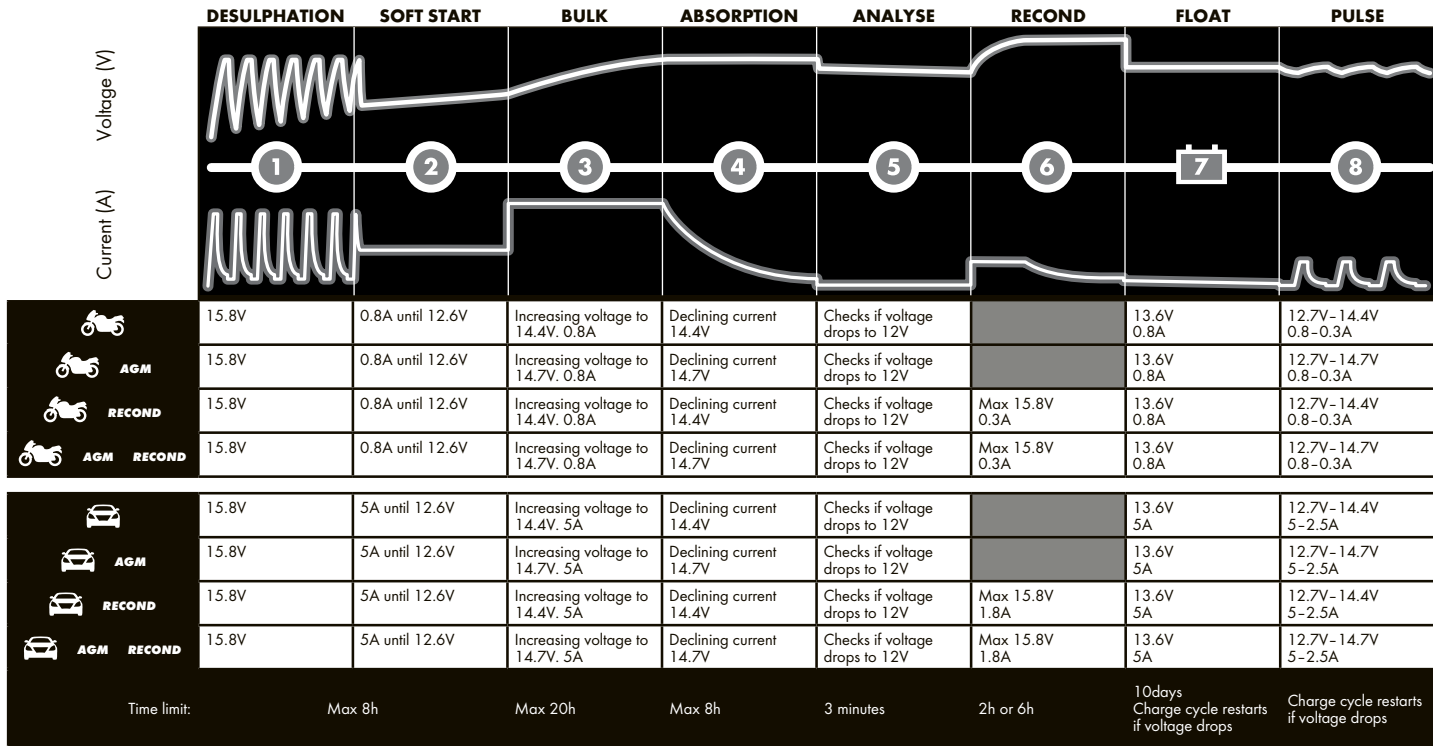 DESULPHATION SOFT START BULK ABSORPTION ANALYSE RECOND FLOAT PULSE
Voltage (V)
1 2 3 4 5 6 7 8
Current (A)
15.8V 0.8A until 12.6V Increasing voltage to Declining current Checks if voltage 13.6V 12.7V–14.4V
14.4V. 0.8A 14.4V drops to 12V 0.8A 0.8–0.3A
AGM 15.8V 0.8A until 12.6V Increasing voltage to Declining current Checks if voltage 13.6V 12.7V–14.7V
14.7V. 0.8A 14.7V drops to 12V 0.8A 0.8–0.3A
RECOND 15.8V 0.8A until 12.6V Increasing voltage to Declining current Checks if voltage Max 15.8V 13.6V 12.7V–14.4V
14.4V. 0.8A 14.4V drops to 12V 0.3A 0.8A 0.8–0.3A
AGM RECOND 15.8V 0.8A until 12.6V Increasing voltage to Declining current Checks if voltage Max 15.8V 13.6V 12.7V–14.7V
14.7V. 0.8A 14.7V drops to 12V 0.3A 0.8A 0.8–0.3A
15.8V 5A until 12.6V Increasing voltage to Declining current Checks if voltage 13.6V 12.7V–14.4V
14.4V. 5A 14.4V drops to 12V 5A 5–2.5A
AGM 15.8V 5A until 12.6V Increasing voltage to Declining current Checks if voltage 13.6V 12.7V–14.7V
14.7V. 5A 14.7V drops to 12V 5A 5–2.5A
RECOND 15.8V 5A until 12.6V Increasing voltage to Declining current Checks if voltage Max 15.8V 13.6V 12.7V–14.4V
14.4V. 5A 14.4V drops to 12V 1.8A 5A 5–2.5A
AGM RECOND 15.8V 5A until 12.6V Increasing voltage to Declining current Checks if voltage Max 15.8V 13.6V 12.7V–14.7V
14.7V. 5A 14.7V drops to 12V 1.8A 5A 5–2.5A
Time limit: Max 8h Max 20h Max 8h 3 minutes 2h or 6h
10days
Charge cycle restarts
if voltage drops
Charge cycle restarts
if voltage drops